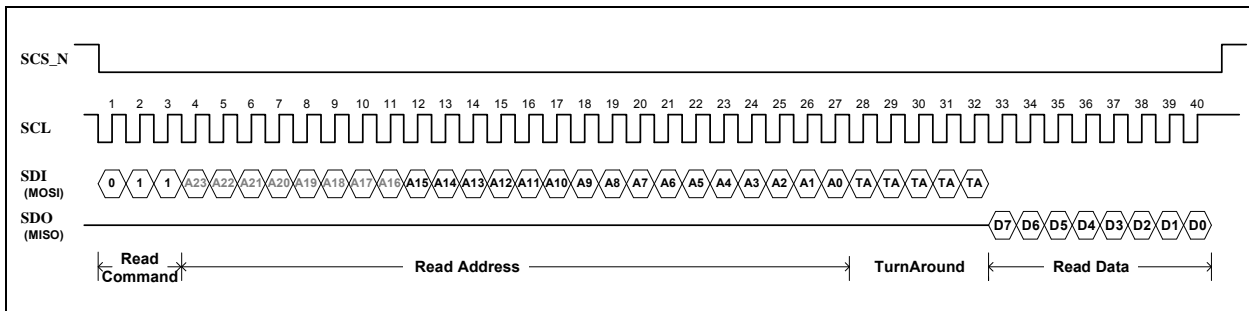 SCS_N
1 2 3 4 5 6 7 8 9 10 11 12 13 14 15 16 17 18 19 20 21 22 23 24 25 26 27 28 29 30 31 32 33 34 35 36 37 38 39 40
SCL
SDI
(MOSI)
0 1 1 A23 A22 A21 A20 A19 A18 A17 A16 A15 A14 A13 A12 A11 A10 A9 A8 A7 A6 A5 A4 A3 A2 A1 A0 TA TA TA TA TA
SDO
(MISO)
D7 D6 D5 D4 D3 D2 D1 D0
Read
Command
Read Address
TurnAround
Read Data